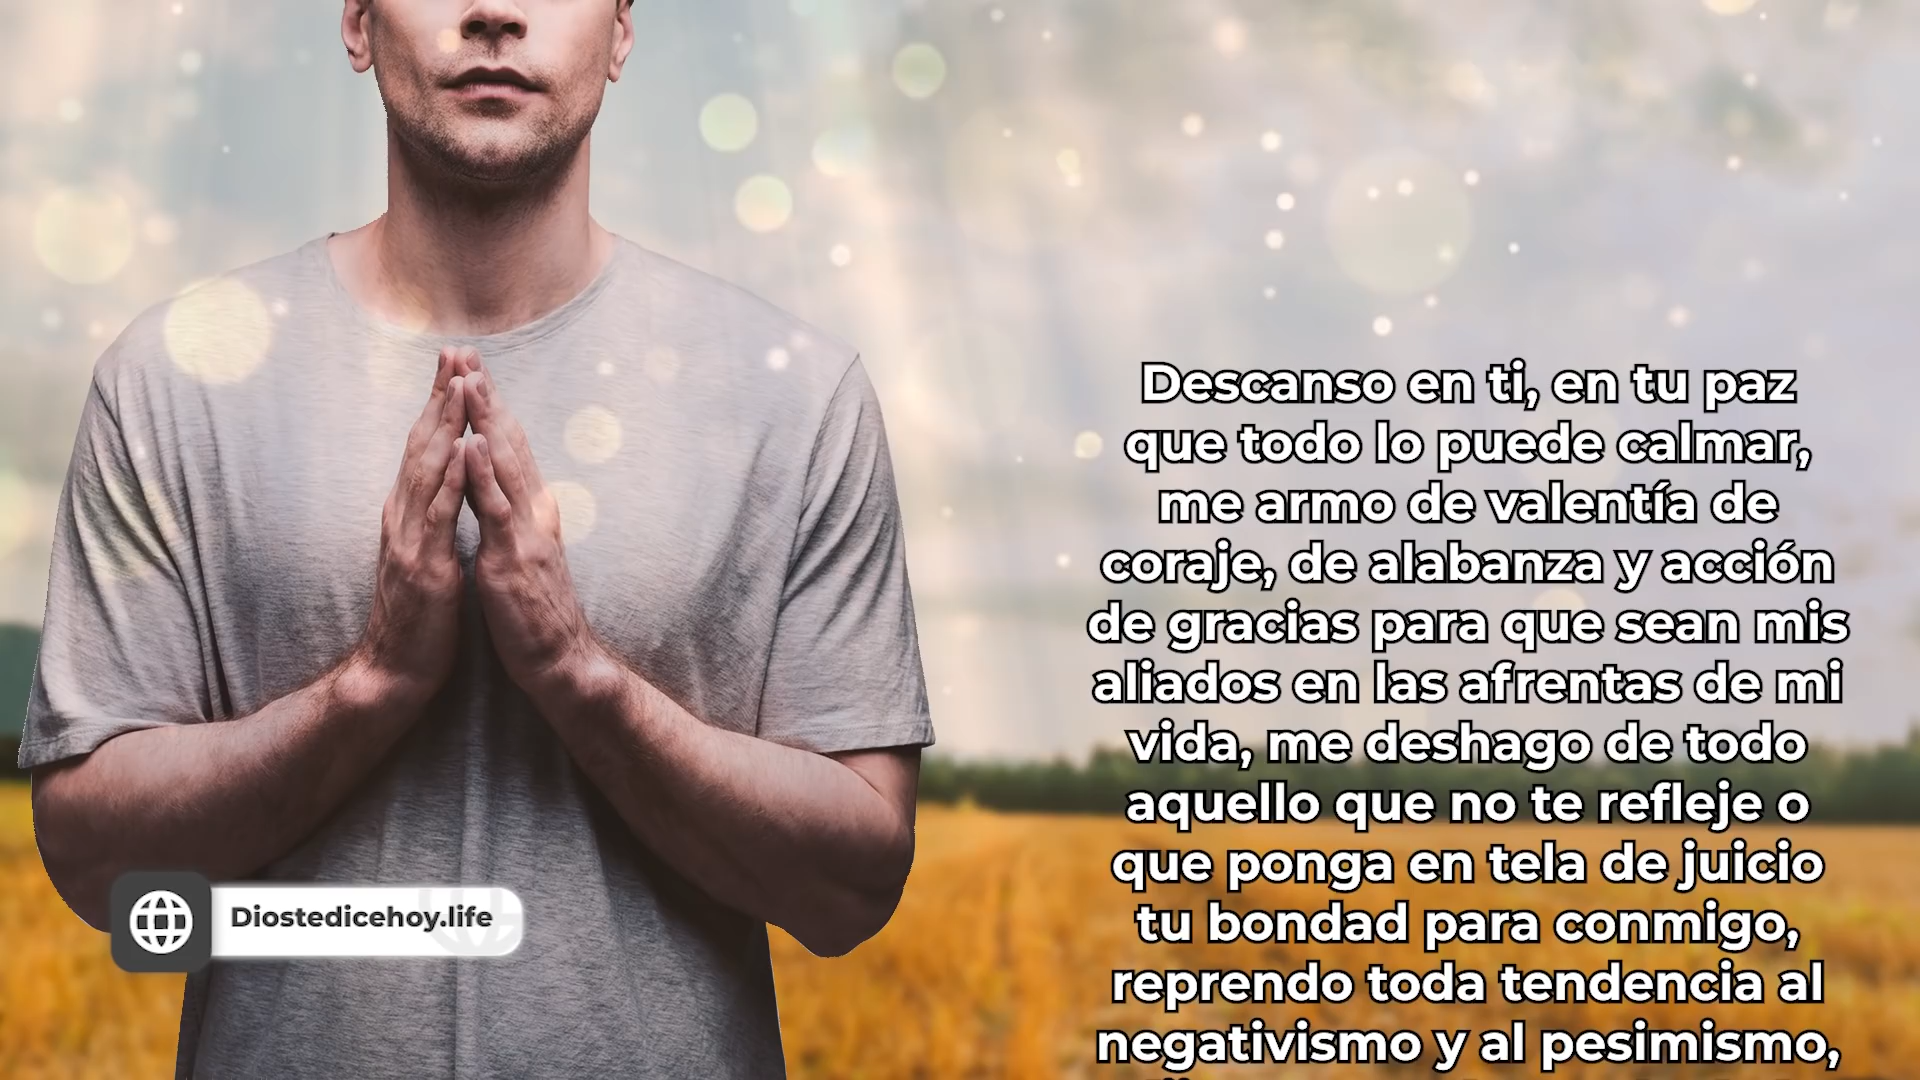 Descanso en ti, en tu paz
que todo lo puede calmar,
me armo de valentía de
coraje, de alabanza y acción
de gracias para que sean mis
aliados en las afrentas de mi
vida, me deshago de todo
aquello que no te refleje o
que ponga en tela de juicio
tu bondad para conmigo,
reprendo toda tendencia al
negativismo y al pesimismo,
Diostedicehoy.life